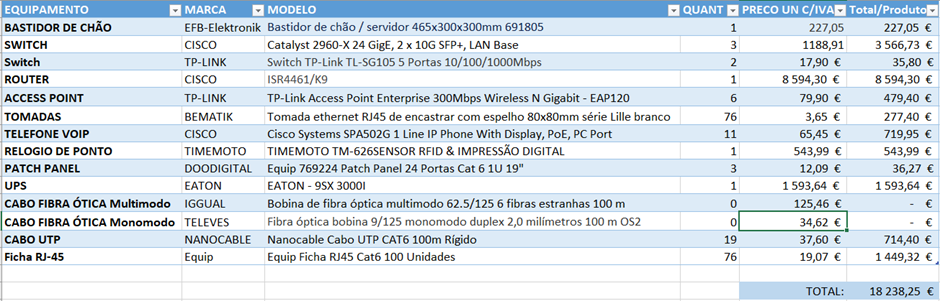 EQUIPAMENTO MARCA MODELO QUANT PRECO UN C/IVA Total/Produto
BASTIDOR DE CHÃO EFB-Elektronik Bastidor de chão / servidor 465x300x300mm 691805 1 227,05 227,05 €
SWITCH CISCO Catalyst 2960-X 24 GigE, 2 x 10G SFP+, LAN Base 3 1188,91 3 566,73 €
Switch TP-LINK Switch TP-Link TL-SG105 5 Portas 10/100/1000Mbps 2 17,90 € 35,80 €
ROUTER CISCO ISR4461/K9 1 8 594,30 € 8 594,30 €
ACCESS POINT TP-LINK TP-Link Access Point Enterprise 300Mbps Wireless N Gigabit - EAP120 6 79,90 € 479,40 €
TOMADAS BEMATIK Tomada ethernet RJ45 de encastrar com espelho 80x80mm série Lille branco 76 3,65 € 277,40 €
TELEFONE VOIP CISCO Cisco Systems SPA502G 1 Line IP Phone With Display, PoE, PC Port 11 65,45 € 719,95 €
RELOGIO DE PONTO TIMEMOTO TIMEMOTO TM-626SENSOR RFID & IMPRESSÃO DIGITAL 1 543,99 € 543,99 €
PATCH PANEL DOODIGITAL Equip 769224 Patch Panel 24 Portas Cat 6 1U 19" 3 12,09 € 36,27 €
UPS EATON EATON - 9SX 3000I 1 1 593,64 € 1 593,64 €
CABO FIBRA ÓTICA Multimodo IGGUAL Bobina de fibra óptica multimodo 62.5/125 6 fibras estranhas 100 m 0 125,46 € - €
CABO FIBRA ÓTICA Monomodo TELEVES Fibra óptica bobina 9/125 monomodo duplex 2,0 milímetros 100 m OS2 0 34,62 € - €
CABO UTP NANOCABLE Nanocable Cabo UTP CAT6 100m Rígido 19 37,60 € 714,40 €
Ficha RJ-45 Equip Equip Ficha RJ45 Cat6 100 Unidades 76 19,07 € 1 449,32 €
TOTAL: 18 238,25 €